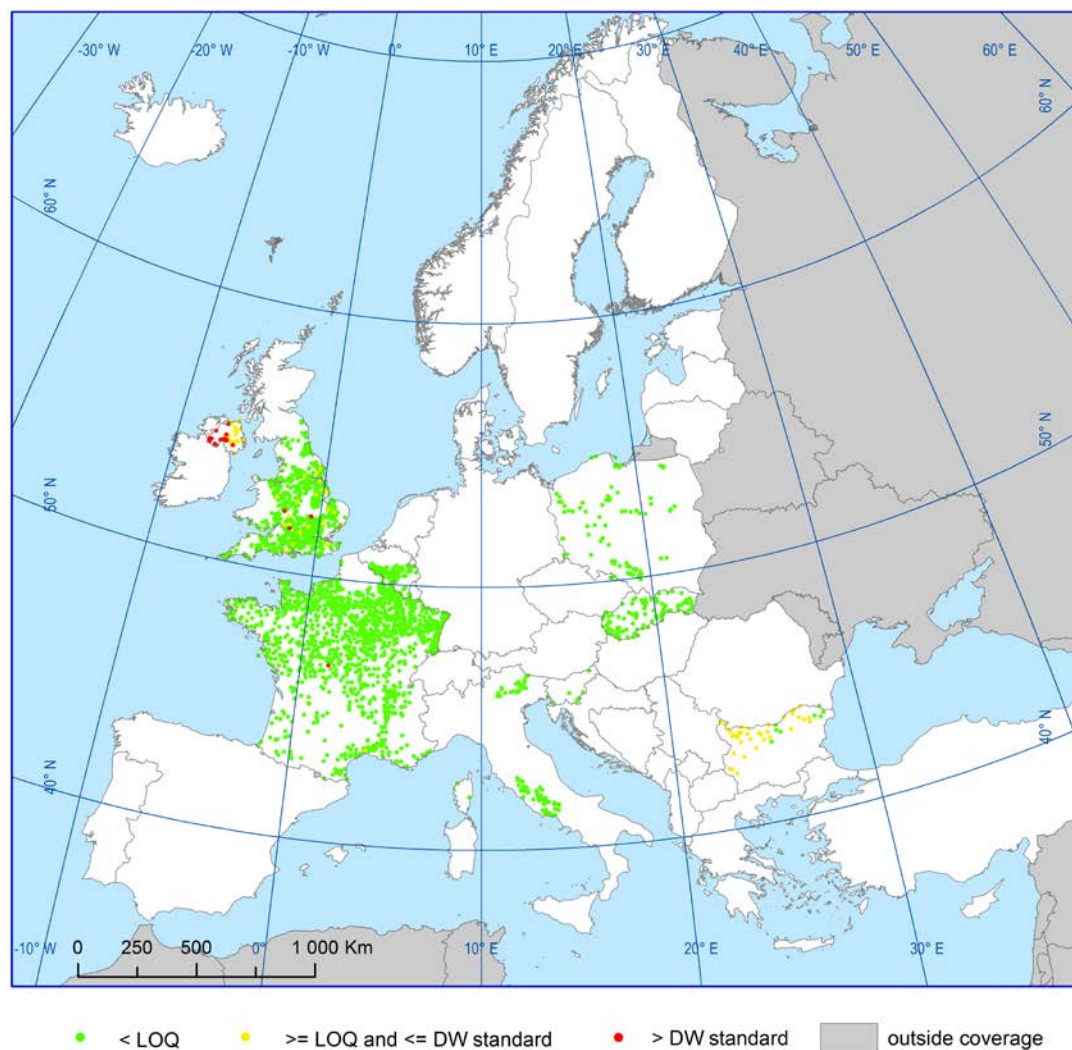 -30° W -20° W -10° W 0° 10° E 20° E 30° E 40° E 50° E 60° E
60° N
60° N
50° N
50° N
40° N
40° N
0 250 500 1 000 Km
-10° W 0° 10° E 20° E 30° E
< LOQ >= LOQ and <= DW standard > DW standard outside coverage